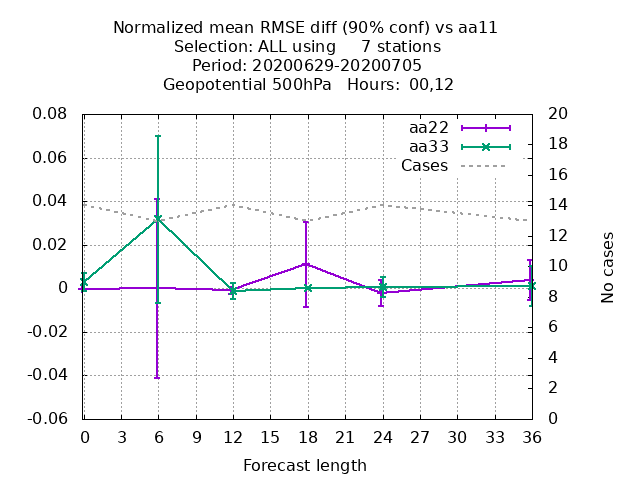 Normalized mean RMSE diff (90% conf) vs aa11
Selection: ALL using     7 stations
Period: 20200629-20200705
Geopotential 500hPa   Hours: 00,12
aa22
aa33
Cases
0.08
0.06
0.04
0.02
0
-0.02
-0.04
-0.06
20
18
16
14
12
10
8
6
4
2
0
No cases
0 3 6 9 12 15 18 21 24 27 30 33 36
Forecast length